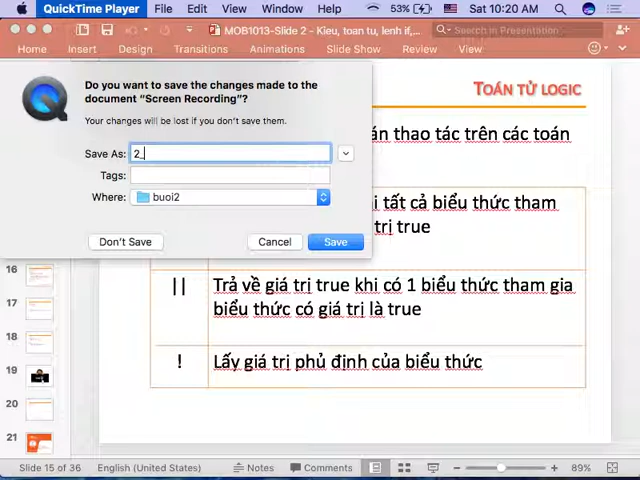 QuickTime Player File Edit View Window Help 53% Sat 10:20 AM
MOB1013-Slide 2 - Kieu, toan tu, lenh if,... Search in Presentation
Home Insert Design Transitions Animations Slide Show Review View
Do you want to save the changes made to the
document “Screen Recording”?
Your changes will be lost if you don't save them.
Save As: 2_
Tags:
Where: buoi2
Don't Save Cancel Save
TOÁN TỬ LOGIC
án thao tác trên các toán
i tất cả biểu thức tham
trị true
|| Trả về giá trị true khi có 1 biểu thức tham gia
biểu thức có giá trị là true
! Lấy giá trị phủ định của biểu thức
16
17
18
19
20
21
Slide 15 of 36 English (United States) Notes Comments 89%